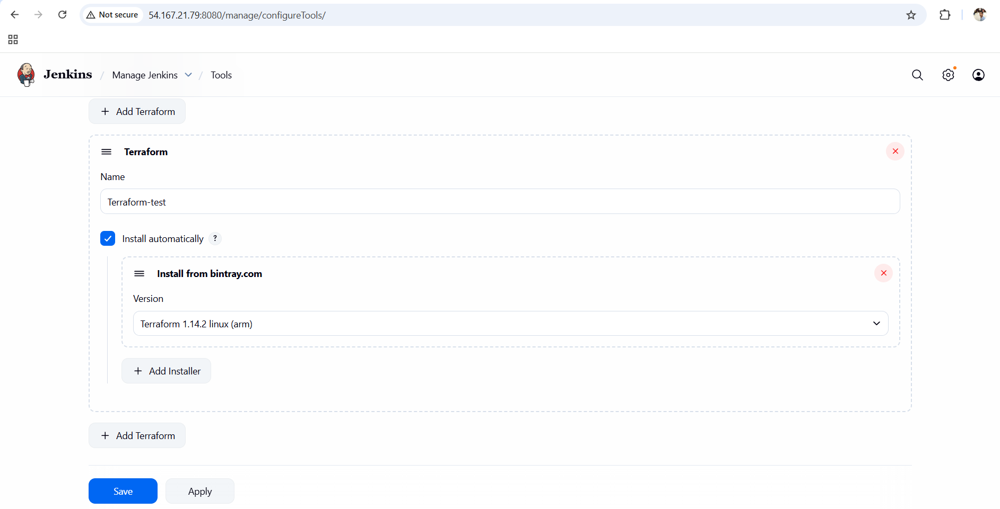 Not secure 54.167.21.79:8080/manage/configureTools/
Jenkins / Manage Jenkins / Tools
+ Add Terraform
Terraform
Name
Terraform-test
Install automatically ?
Install from bintray.com
Version
Terraform 1.14.2 linux (arm)
+ Add Installer
+ Add Terraform
Save Apply